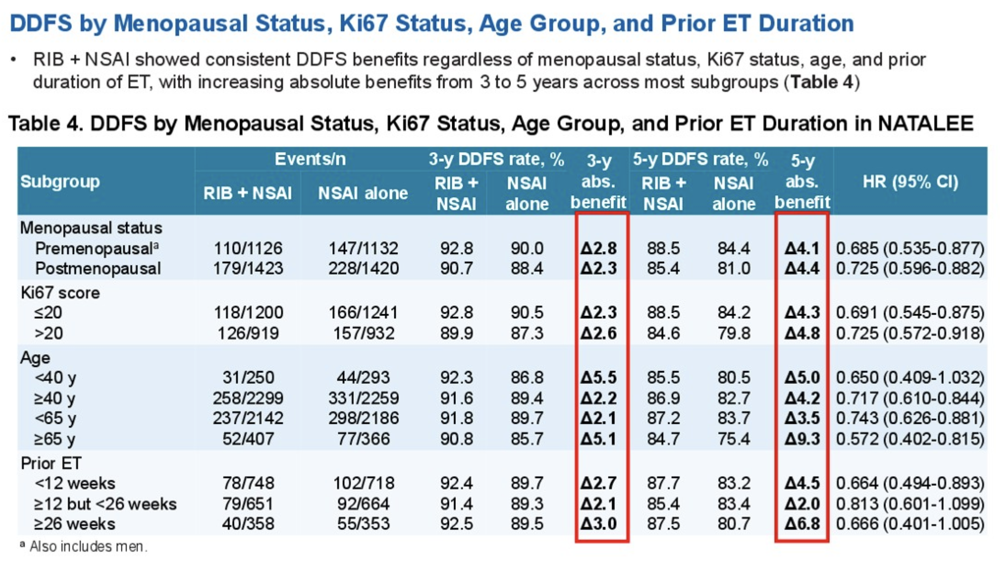 DDFS by Menopausal Status, Ki67 Status, Age Group, and Prior ET Duration
• RIB + NSAI showed consistent DDFS benefits regardless of menopausal status, Ki67 status, age, and prior
duration of ET, with increasing absolute benefits from 3 to 5 years across most subgroups (Table 4)
Table 4. DDFS by Menopausal Status, Ki67 Status, Age Group, and Prior ET Duration in NATALEE
Subgroup Events/n 3-y DDFS rate, % 3-y abs. benefit 5-y DDFS rate, % 5-y abs. benefit HR (95% CI)
RIB + NSAI NSAI alone RIB + NSAI NSAI alone RIB + NSAI NSAI alone
Menopausal status
Premenopausalᵃ 110/1126 147/1132 92.8 90.0 Δ2.8 88.5 84.4 Δ4.1 0.685 (0.535-0.877)
Postmenopausal 179/1423 228/1420 90.7 88.4 Δ2.3 85.4 81.0 Δ4.4 0.725 (0.596-0.882)
Ki67 score
≤20 118/1200 166/1241 92.8 90.5 Δ2.3 88.5 84.2 Δ4.3 0.691 (0.545-0.875)
>20 126/919 157/932 89.9 87.3 Δ2.6 84.6 79.8 Δ4.8 0.725 (0.572-0.918)
Age
<40 y 31/250 44/293 92.3 86.8 Δ5.5 85.5 80.5 Δ5.0 0.650 (0.409-1.032)
≥40 y 258/2299 331/2259 91.6 89.4 Δ2.2 86.9 82.7 Δ4.2 0.717 (0.610-0.844)
<65 y 237/2142 298/2186 91.8 89.7 Δ2.1 87.2 83.7 Δ3.5 0.743 (0.626-0.881)
≥65 y 52/407 77/366 90.8 85.7 Δ5.1 84.7 75.4 Δ9.3 0.572 (0.402-0.815)
Prior ET
<12 weeks 78/748 102/718 92.4 89.7 Δ2.7 87.7 83.2 Δ4.5 0.664 (0.494-0.893)
≥12 but <26 weeks 79/651 92/664 91.4 89.3 Δ2.1 85.4 83.4 Δ2.0 0.813 (0.601-1.099)
≥26 weeks 40/358 55/353 92.5 89.5 Δ3.0 87.5 80.7 Δ6.8 0.666 (0.401-1.005)
ᵃ Also includes men.